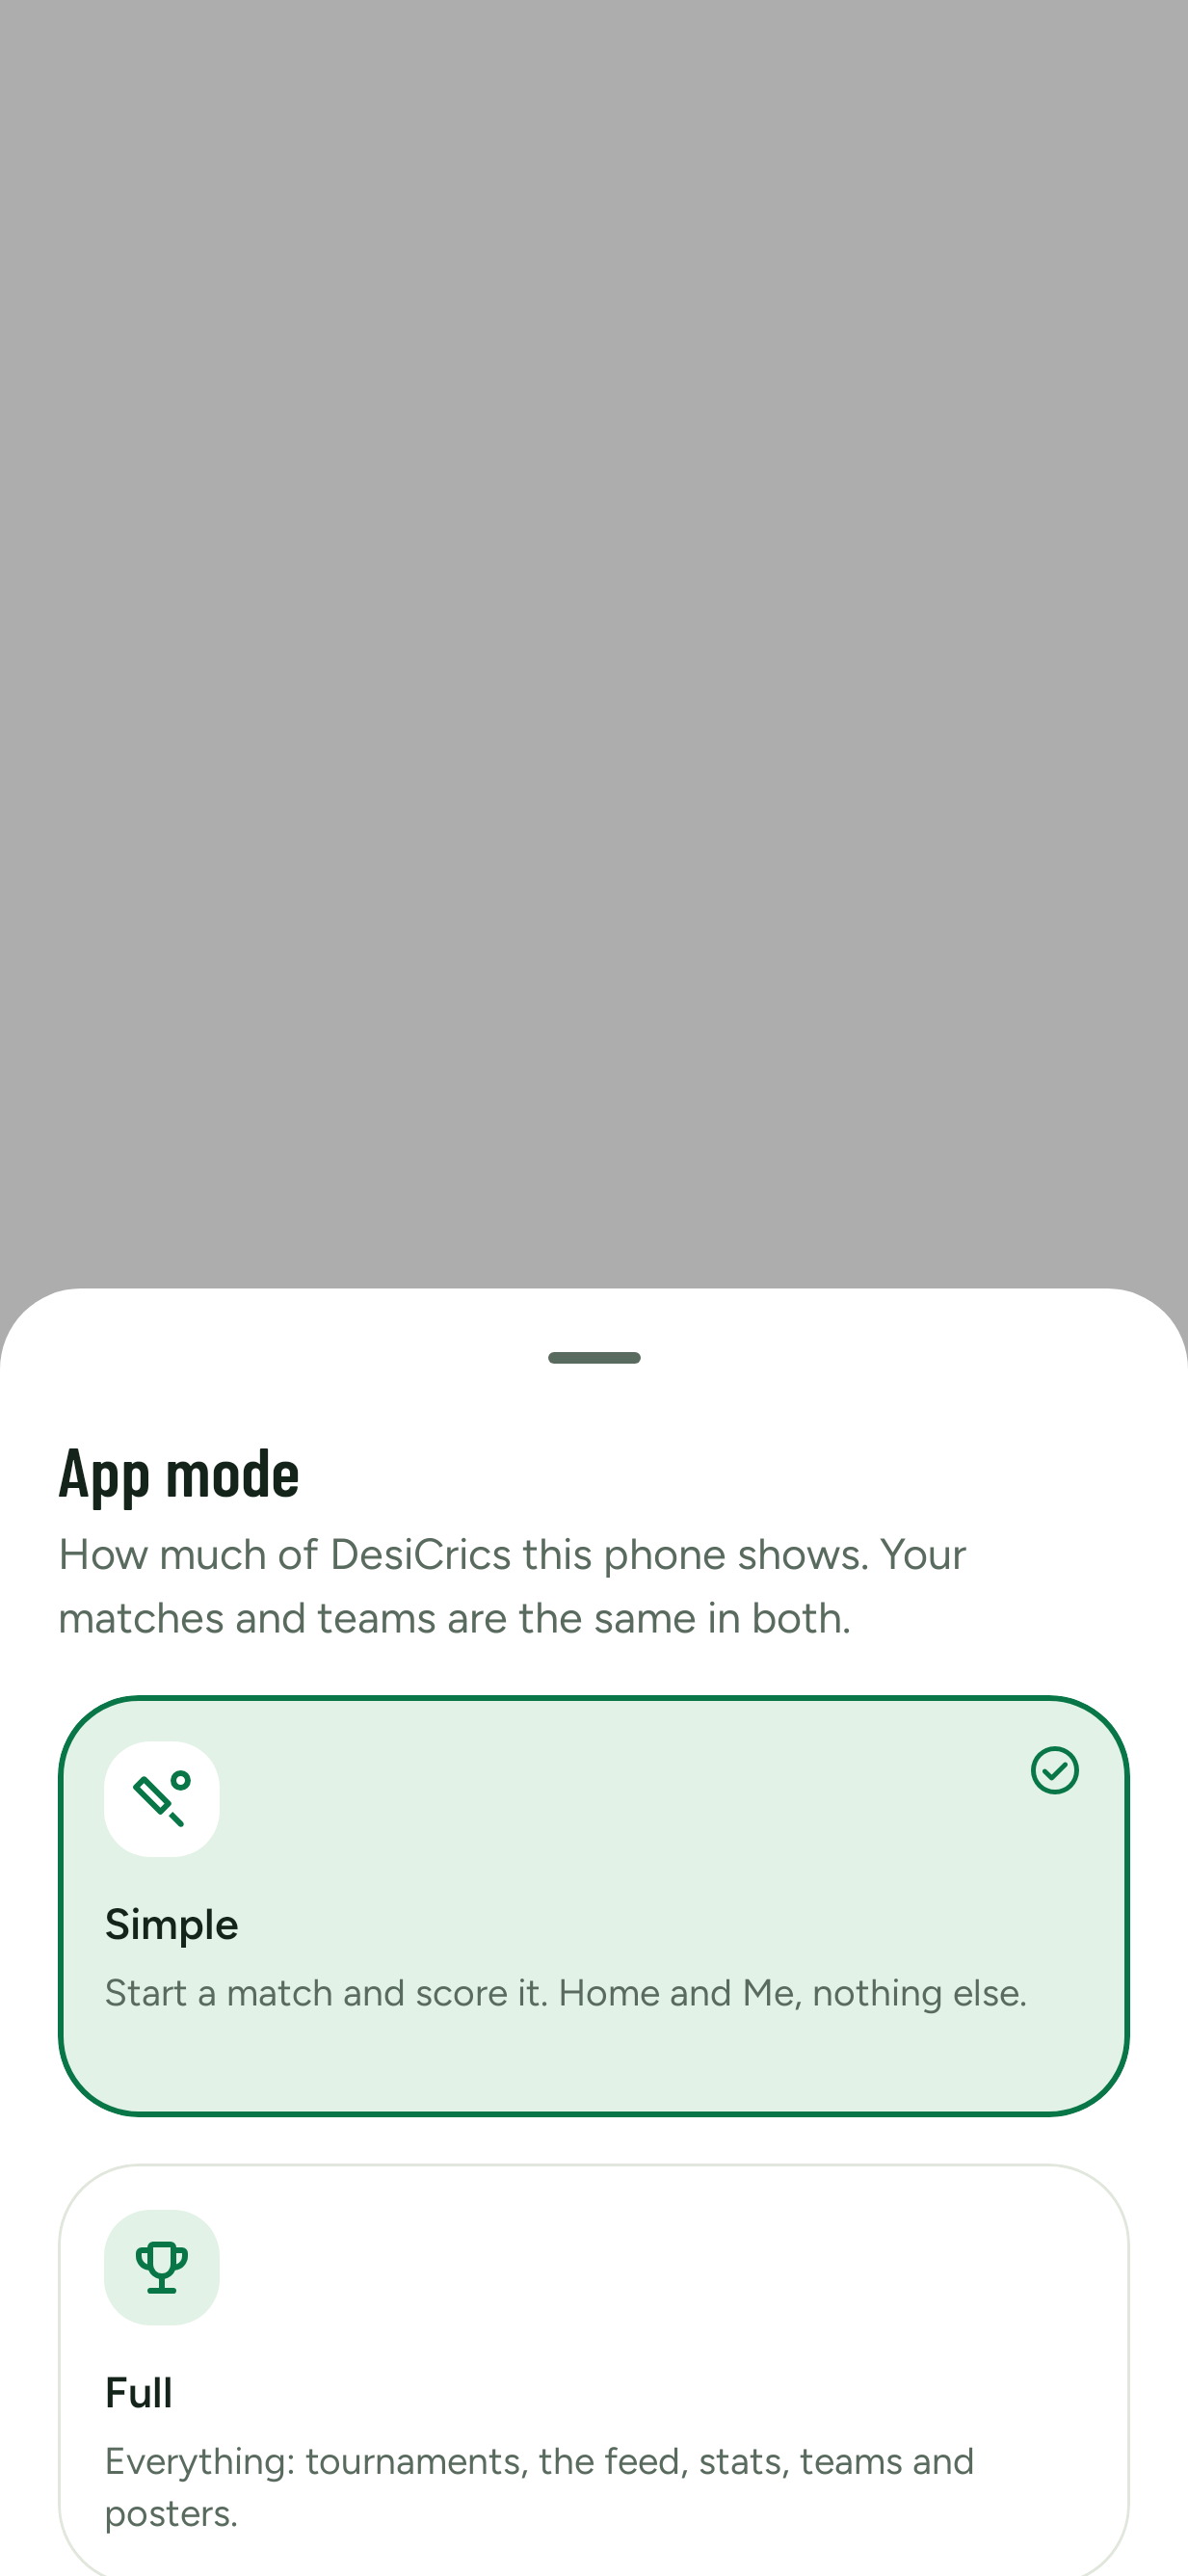 App mode
How much of DesiCrics this phone shows. Your
matches and teams are the same in both.
Simple
Start a match and score it. Home and Me, nothing else.
Full
Everything: tournaments, the feed, stats, teams and
posters.